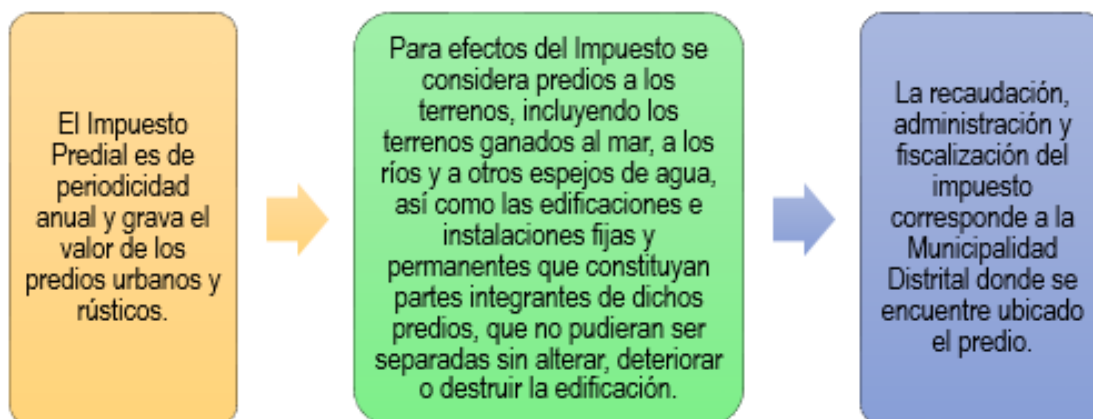 El Impuesto
Predial es de
periodicidad
anual y grava el
valor de los
predios urbanos y
rústicos.
Para efectos del Impuesto se
considera predios a los
terrenos, incluyendo los
terrenos ganados al mar, a los
ríos y a otros espejos de agua,
así como las edificaciones e
instalaciones fijas y
permanentes que constituyan
partes integrantes de dichos
predios, que no pudieran ser
separadas sin alterar, deteriorar
o destruir la edificación.
La recaudación,
administración y
fiscalización del
impuesto
corresponde a la
Municipalidad
Distrital donde se
encuentre ubicado
el predio.